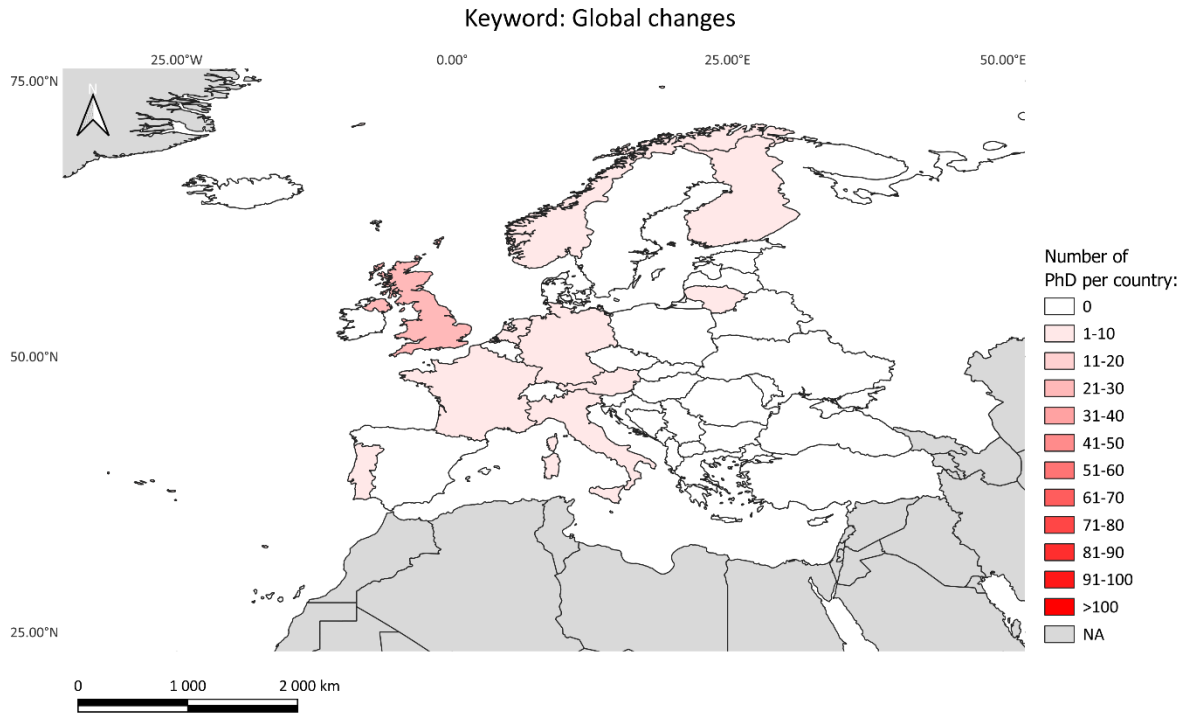 Keyword: Global changes
25.00°W 0.00° 25.00°E 50.00°E
75°00°N
N
50.00°N
25.00°N
Number of
PhD per country:
0
1-10
11-20
21-30
31-40
41-50
51-60
61-70
71-80
81-90
91-100
>100
NA
0 1 000 2 000 km